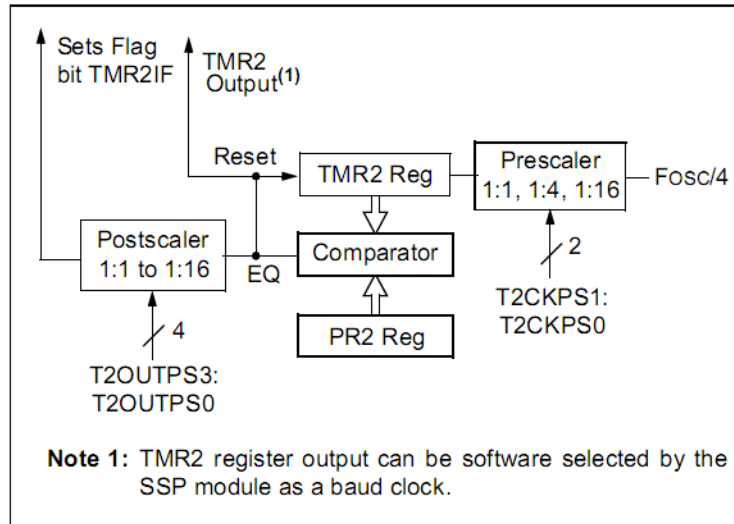 Sets Flag
bit TMR2IF
TMR2
Output(1)
Reset
TMR2 Reg
Prescaler
1:1, 1:4, 1:16
Fosc/4
Postscaler
1:1 to 1:16
EQ
Comparator
2
T2CKPS1:
T2CKPS0
PR2 Reg
4
T2OUTPS3:
T2OUTPS0
Note 1: TMR2 register output can be software selected by the
SSP module as a baud clock.